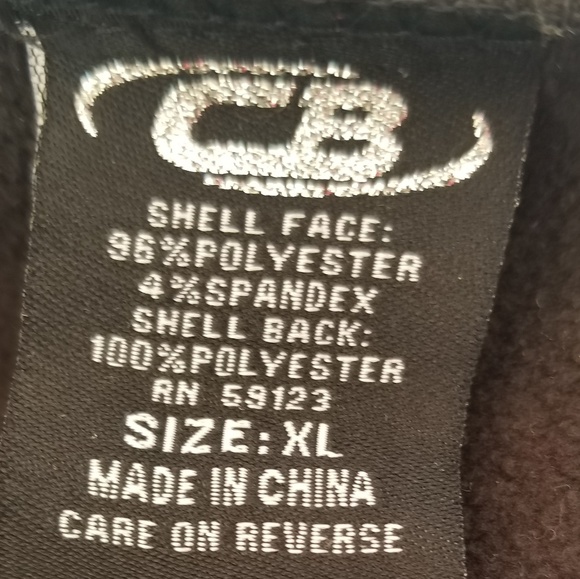 CB
SHELL FACE:
96%POLYESTER
4%SPANDEX
SHELL BACK:
100%POLYESTER
RN 59123
SIZE: XL
MADE IN CHINA
CARE ON REVERSE